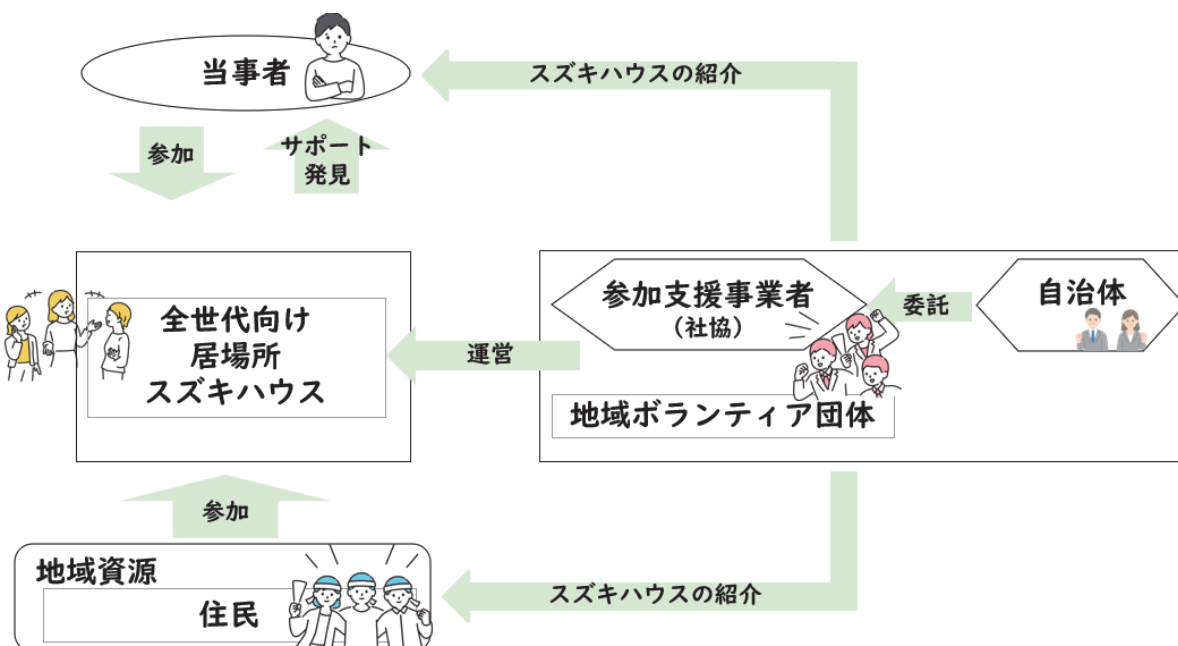 当事者
スズキハウスの紹介
参加
サポート
発見
全世代向け
居場所
スズキハウス
運営
参加支援事業者
（社協）
委託
自治体
地域ボランティア団体
参加
地域資源
住民
スズキハウスの紹介